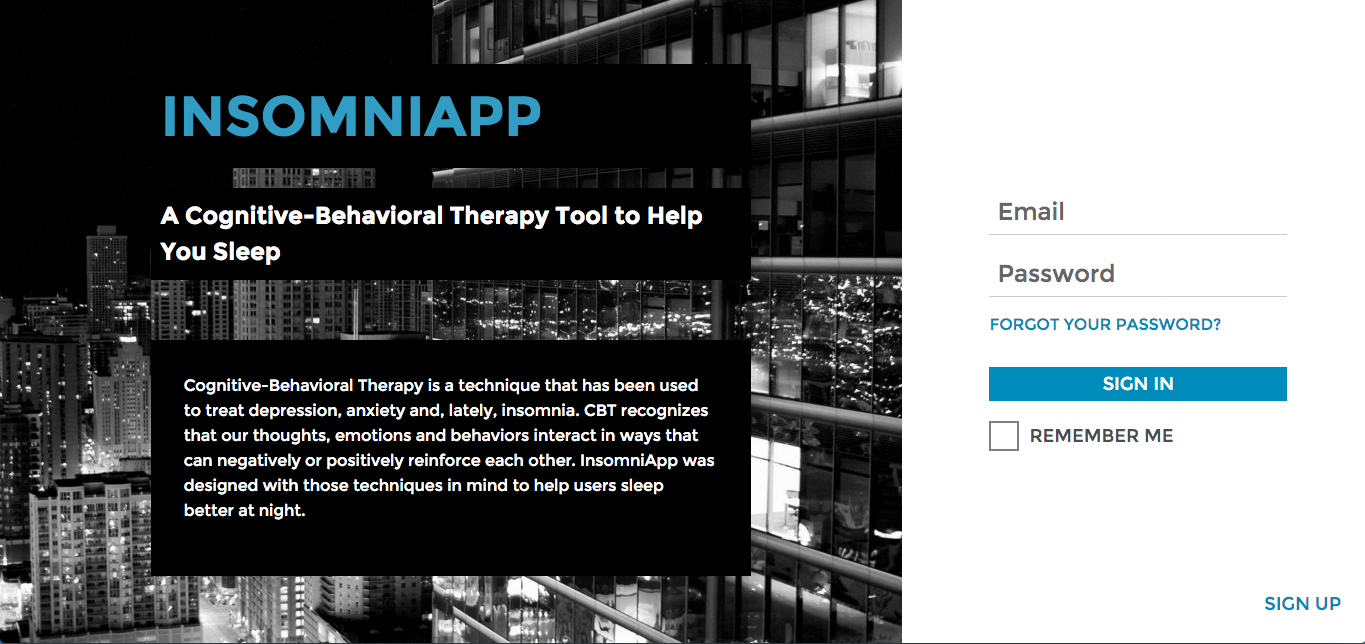 INSOMNIAPP
A Cognitive-Behavioral Therapy Tool to Help
You Sleep
Cognitive-Behavioral Therapy is a technique that has been used
to treat depression, anxiety and, lately, insomnia. CBT recognizes
that our thoughts, emotions and behaviors interact in ways that
can negatively or positively reinforce each other. InsomniApp was
designed with those techniques in mind to help users sleep
better at night.
Email
Password
FORGOT YOUR PASSWORD?
SIGN IN
REMEMBER ME
SIGN UP